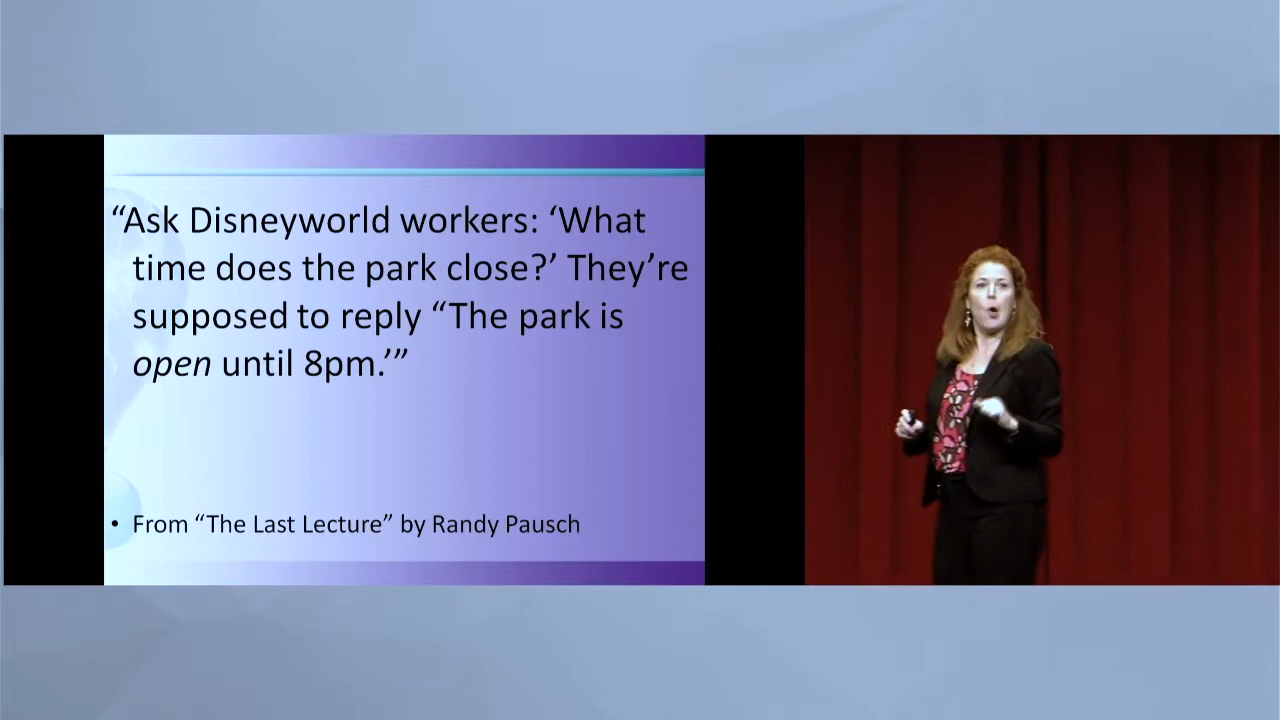 “Ask Disneyworld workers: ‘What
time does the park close?’ They’re
supposed to reply “The park is
open until 8pm.’”
• From “The Last Lecture” by Randy Pausch